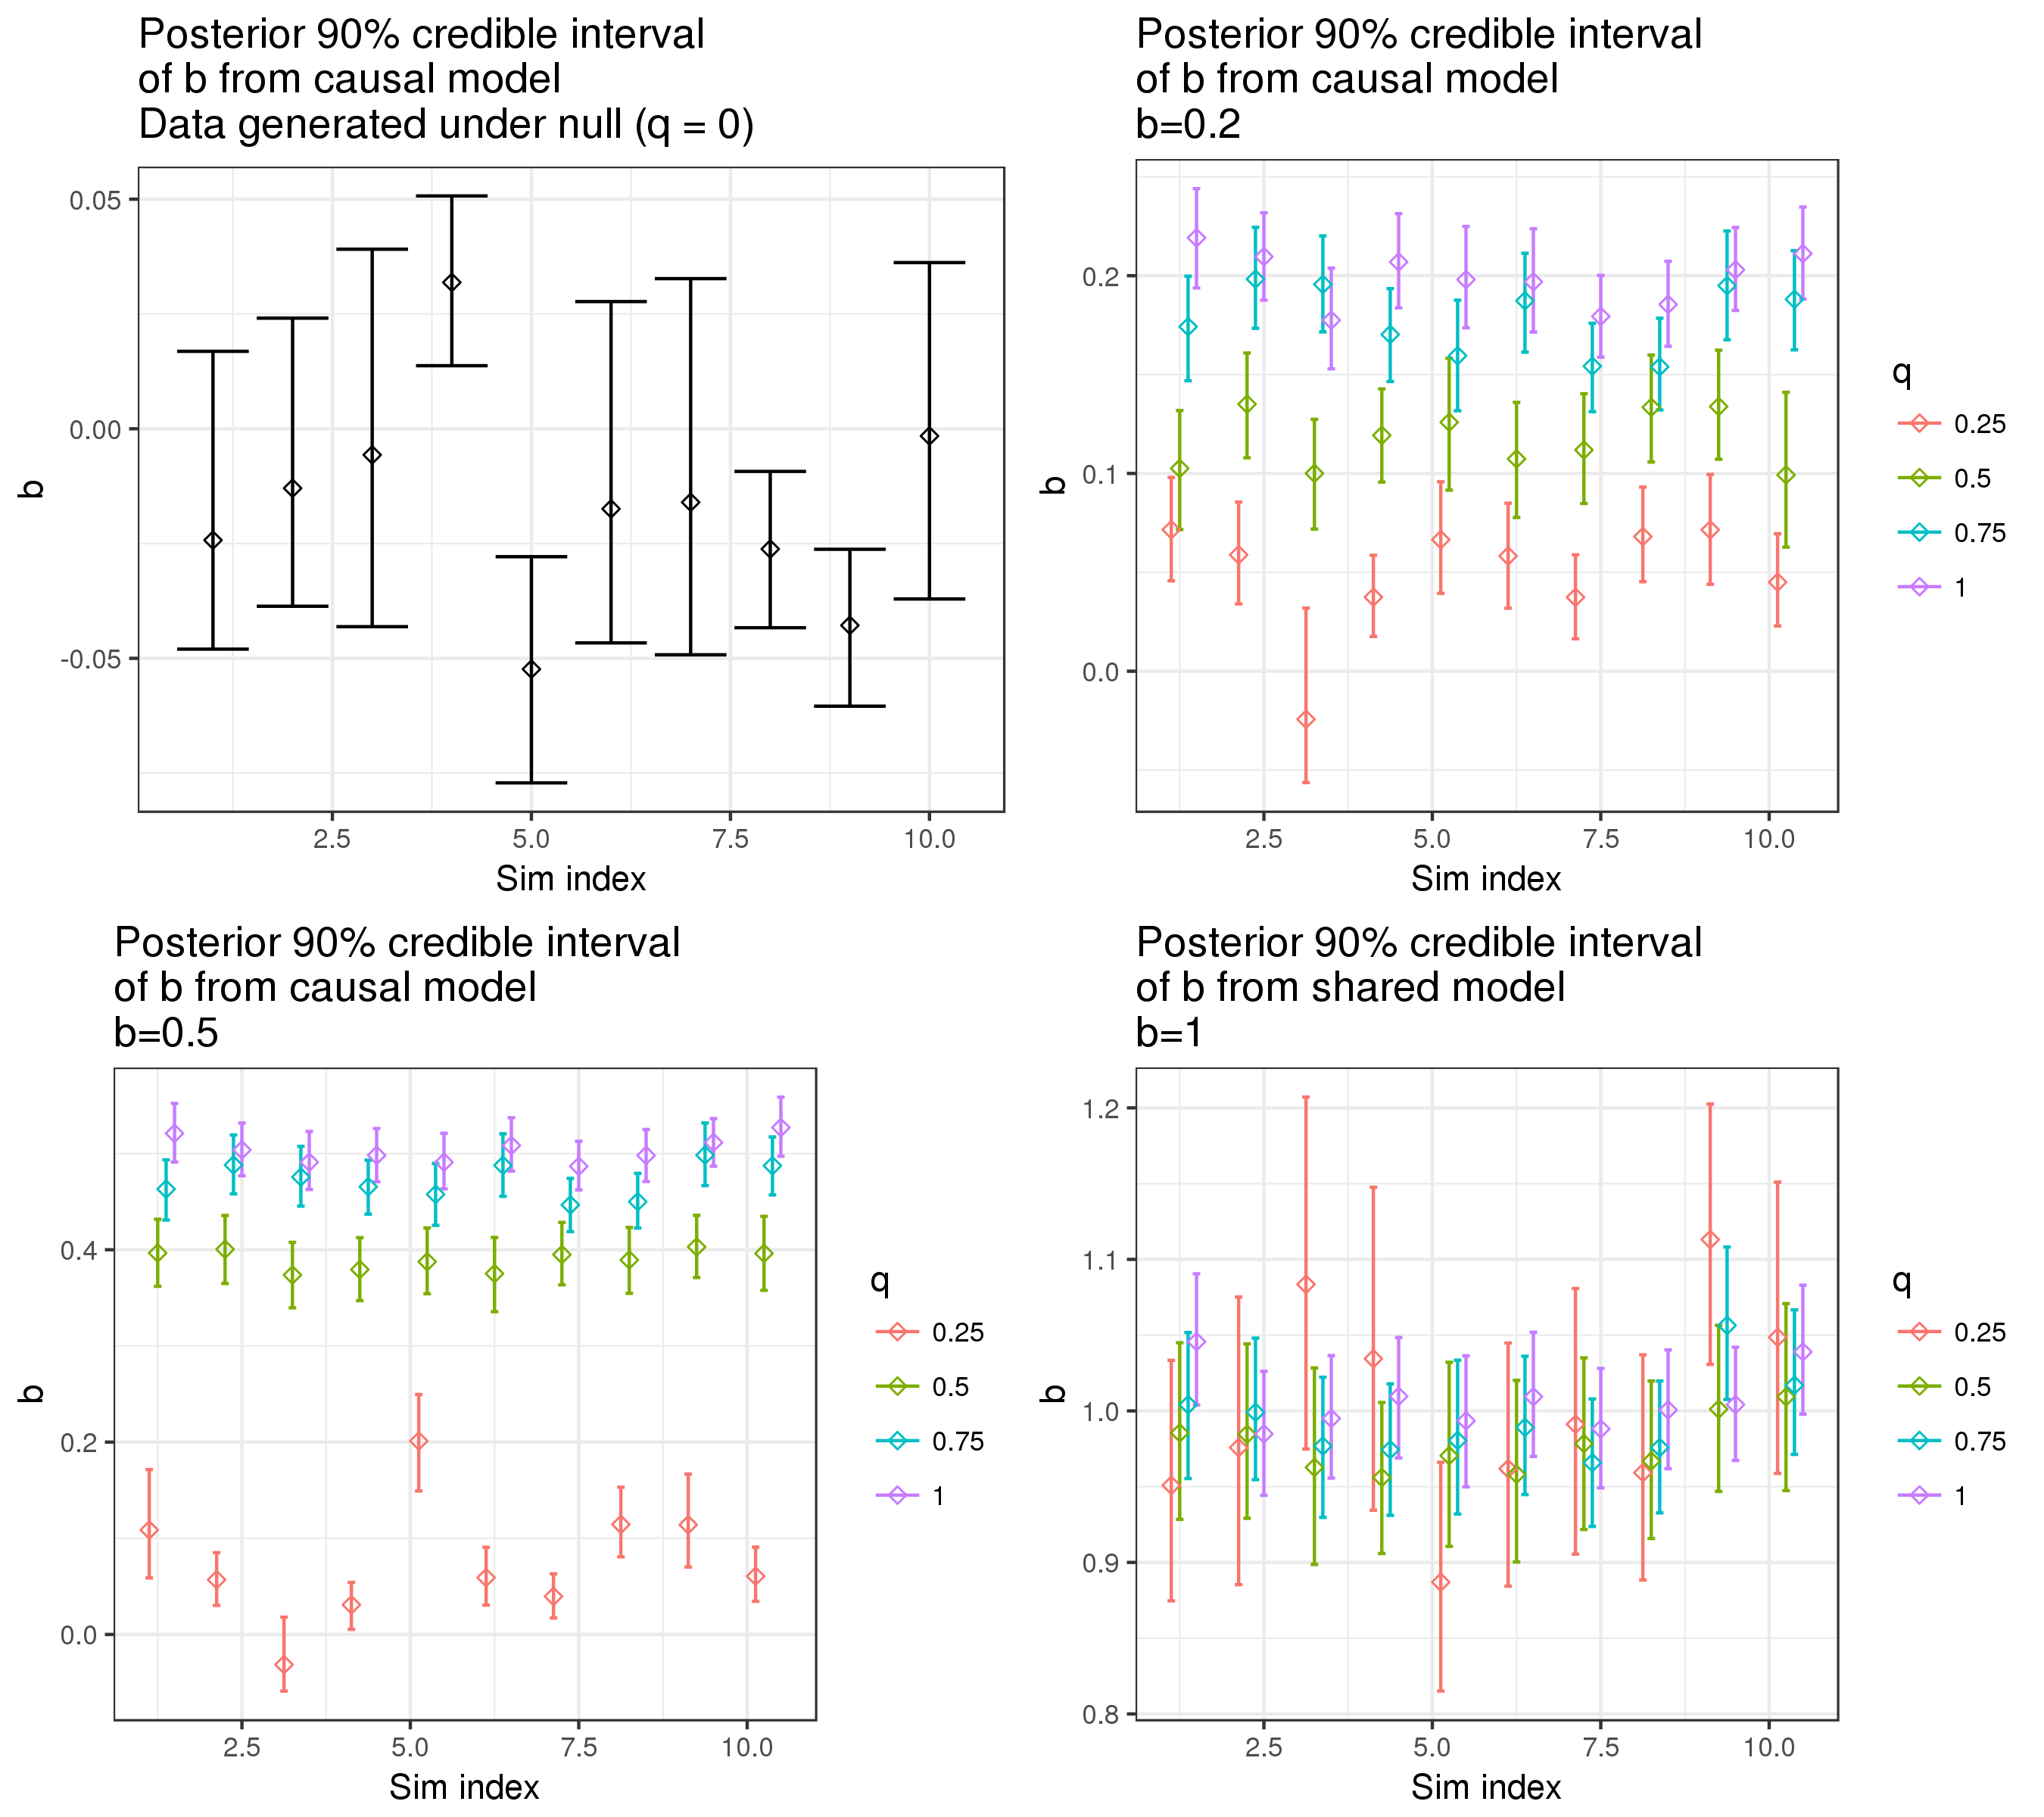 Posterior 90% credible interval
of b from causal model
Data generated under null (q = 0)
0.05
0.00
-0.05
b
2.5
5.0
7.5
10.0
Sim index
Posterior 90% credible interval
of b from causal model
b=0.2
0.2
0.1
0.0
b
2.5
5.0
7.5
10.0
Sim index
q
0.25
0.5
0.75
1
Posterior 90% credible interval
of b from causal model
b=0.5
0.4
0.2
0.0
b
2.5
5.0
7.5
10.0
Sim index
q
0.25
0.5
0.75
1
Posterior 90% credible interval
of b from shared model
b=1
1.2
1.1
1.0
0.9
0.8
b
2.5
5.0
7.5
10.0
Sim index
q
0.25
0.5
0.75
1